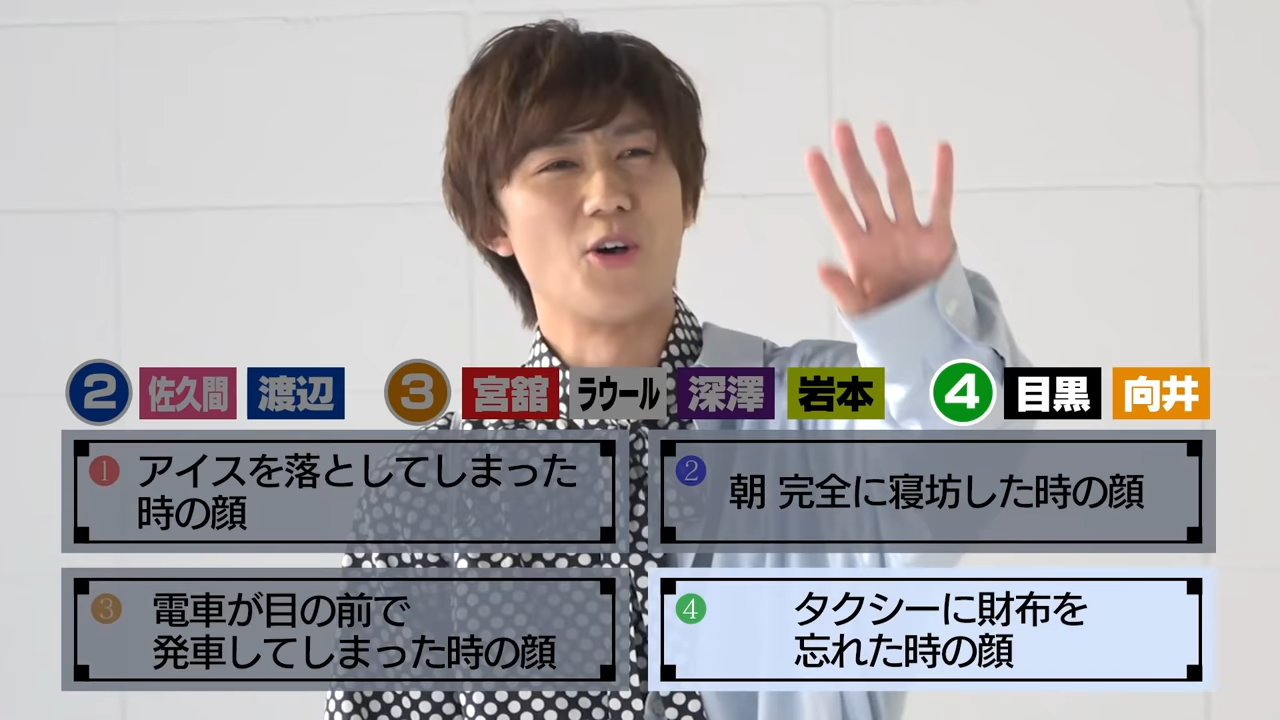 2 佐久間 渡辺 3 宮舘 ラウール 深澤 岩本 4 目黒 向井
1 アイスを落としてしまった
時の顔
2 朝 完全に寝坊した時の顔
3 電車が目の前で
発車してしまった時の顔
4 タクシーに財布を
忘れた時の顔